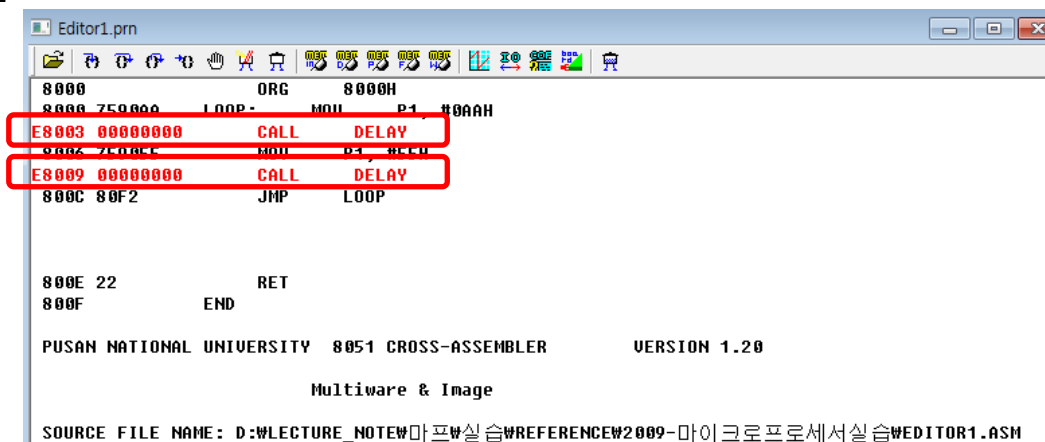 Editor1.prn
8000 ORG 8000H
8000 7590AA LOOP: MOV P1, #0AAH
E8003 00000000 CALL DELAY
8006 MOV P1,
E8009 00000000 CALL DELAY
800C 80F2 JMP LOOP
800E 22 RET
800F END
PUSAN NATIONAL UNIVERSITY 8051 CROSS-ASSEMBLER VERSION 1.20
Multiware & Image
SOURCE FILE NAME: D:₩LECTURE_NOTE₩마프₩실습₩REFERENCE₩2009-마이크로프로세서실습₩EDITOR1.ASM